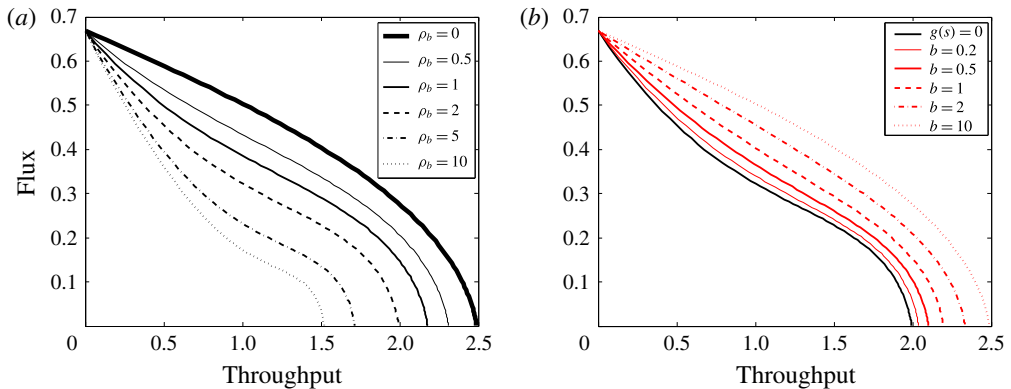 (a)
0.7
0.6
0.5
0.4
0.3
0.2
0.1
Flux
0 0.5 1.0 1.5 2.0 2.5
Throughput
ρb = 0
ρb = 0.5
ρb = 1
ρb = 2
ρb = 5
ρb = 10
(b)
0.7
0.6
0.5
0.4
0.3
0.2
0.1
0 0.5 1.0 1.5 2.0 2.5
Throughput
g(s) = 0
b = 0.2
b = 0.5
b = 1
b = 2
b = 10